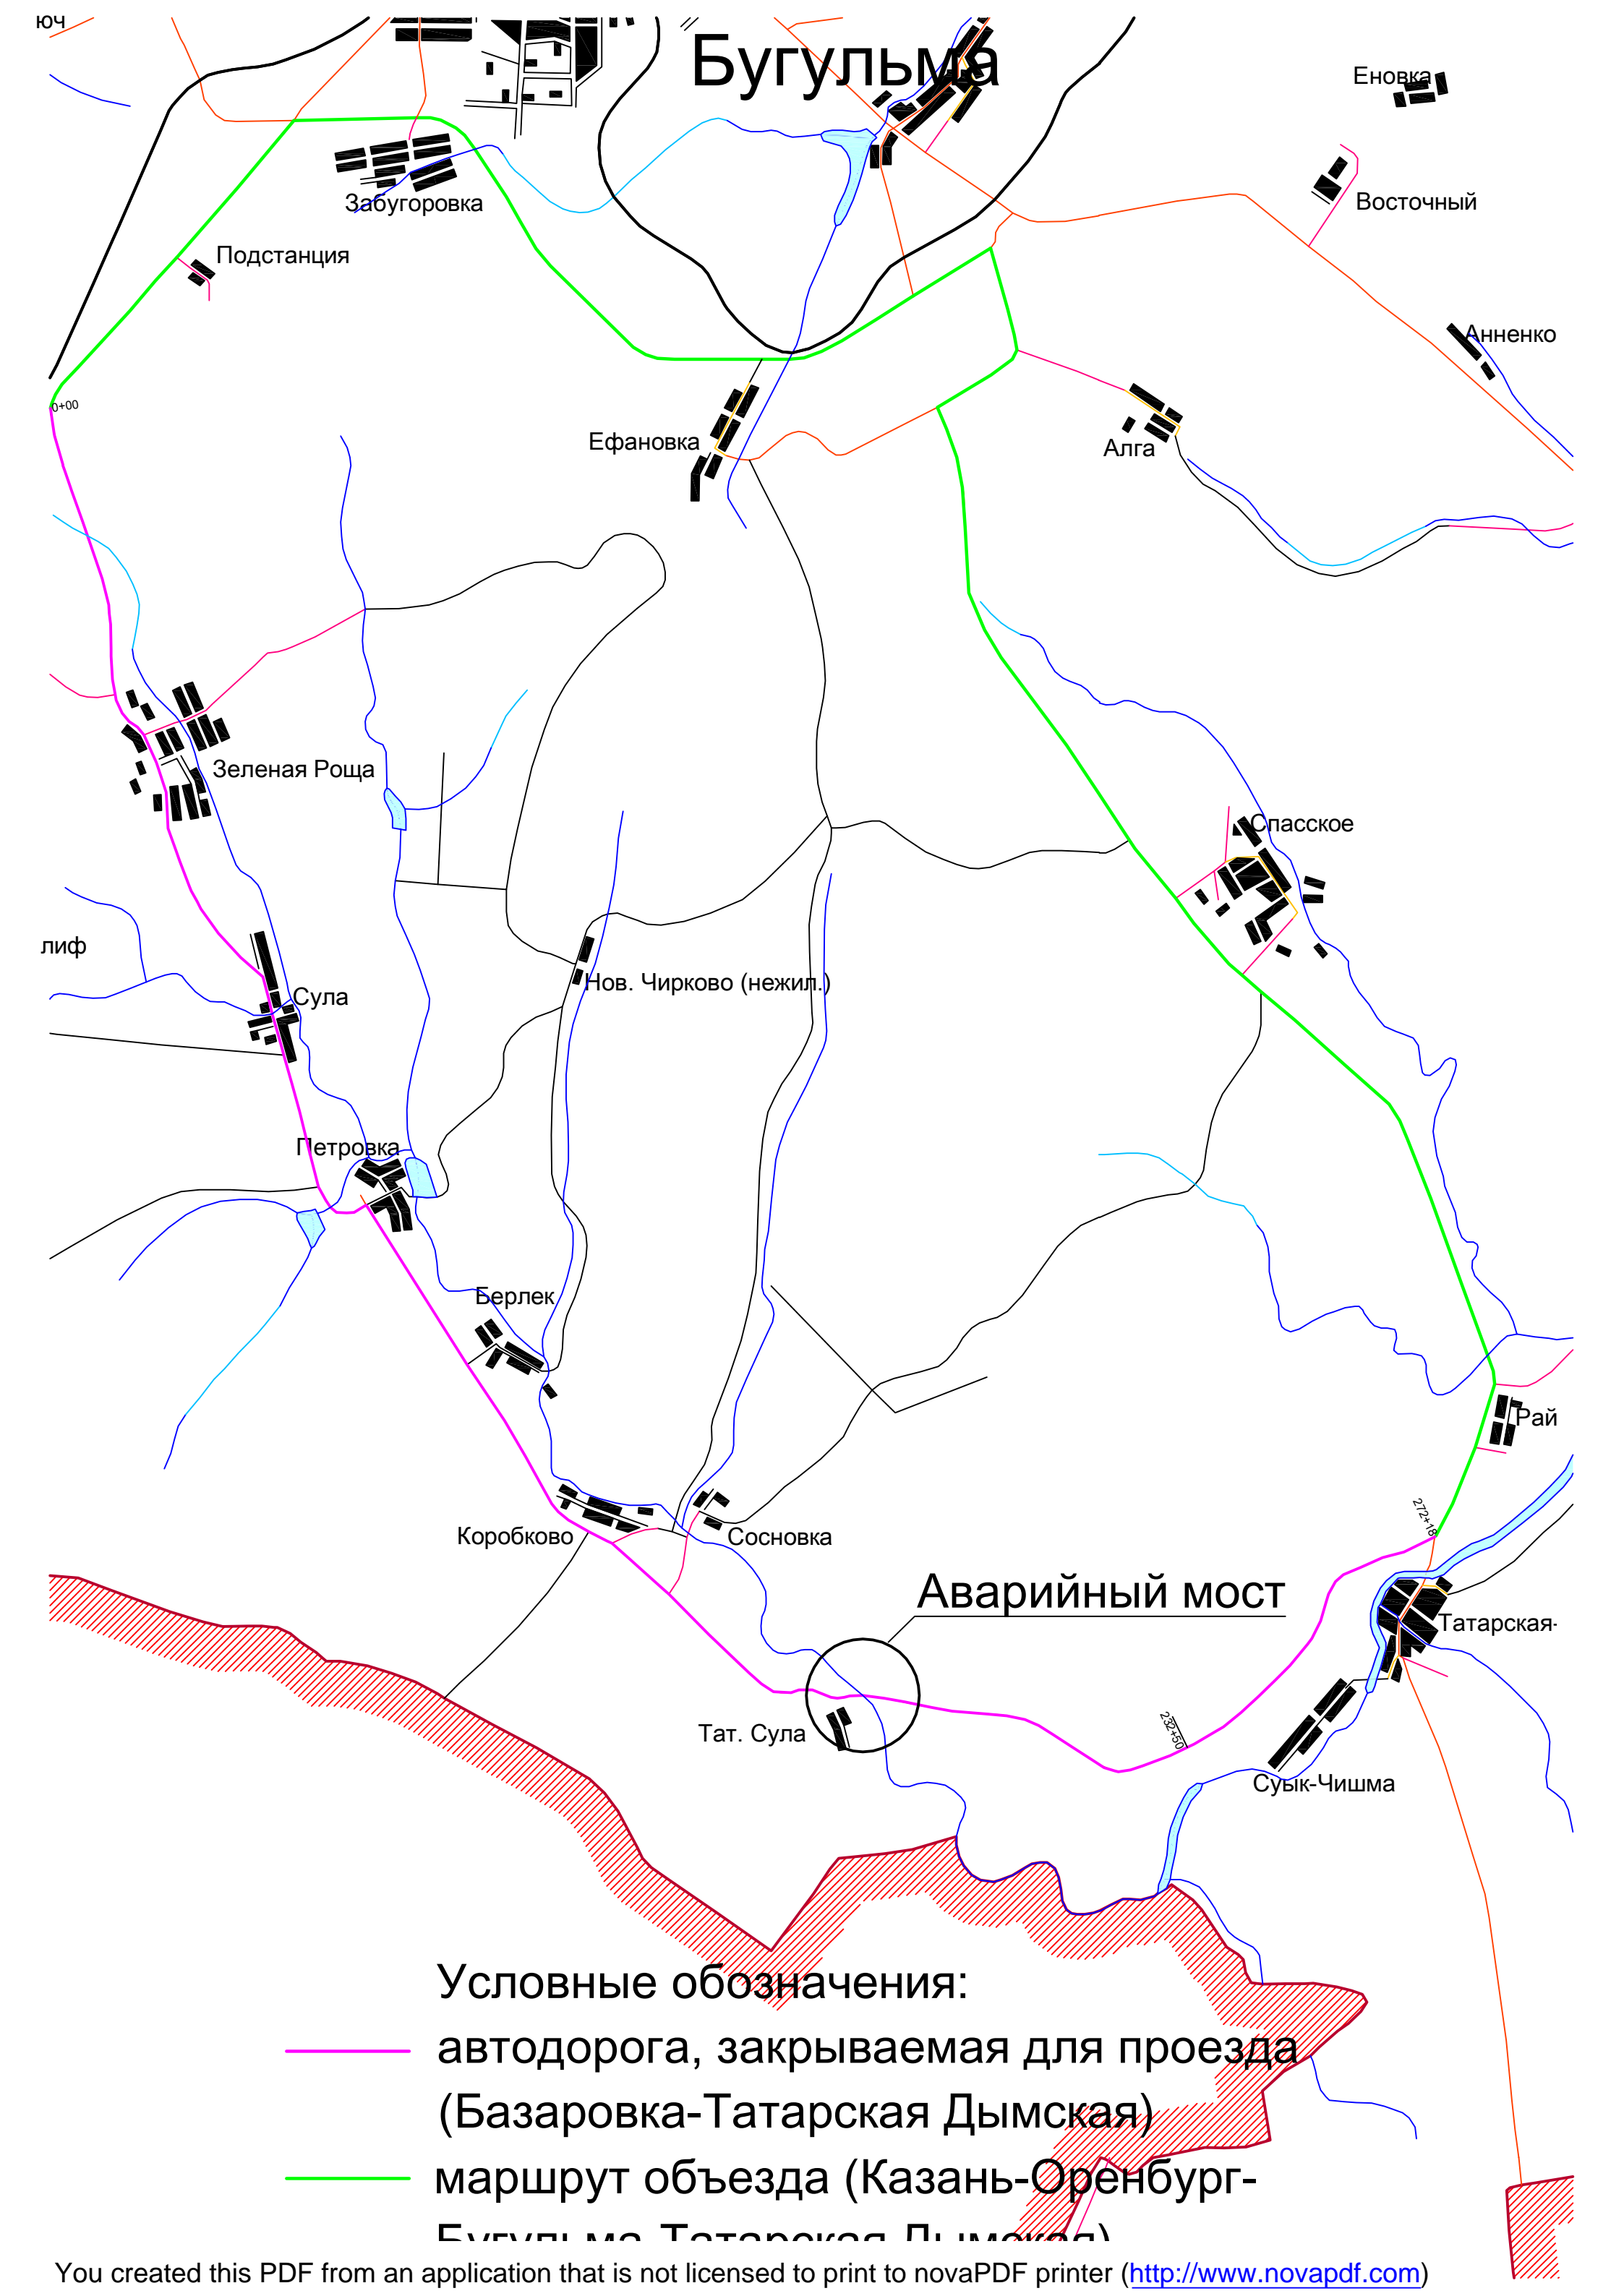 юч
Бугульма
Еновка
Забугоровка
Восточный
Подстанция
Анненко
0+00
Ефановка
Алга
Зеленая Роща
Спасское
лиф
Нов. Чирково (нежил.)
Сула
Петровка
Берлек
Рай
272+18
Коробково
Сосновка
Аварийный мост
Татарская-
Тат. Сула
232+50
Суык-Чишма
Условные обозначения:
автодорога, закрываемая для проезда
(Базаровка-Татарская Дымская)
маршрут объезда (Казань-Оренбург-
Бугульма-Татарская Дымская)
You created this PDF from an application that is not licensed to print to novaPDF printer (http://www.novapdf.com)